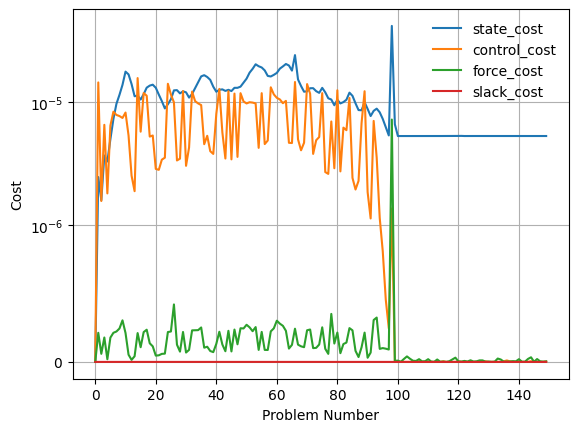 state_cost
control_cost
force_cost
slack_cost
Cost
10⁻⁵
10⁻⁶
0
0 20 40 60 80 100 120 140
Problem Number